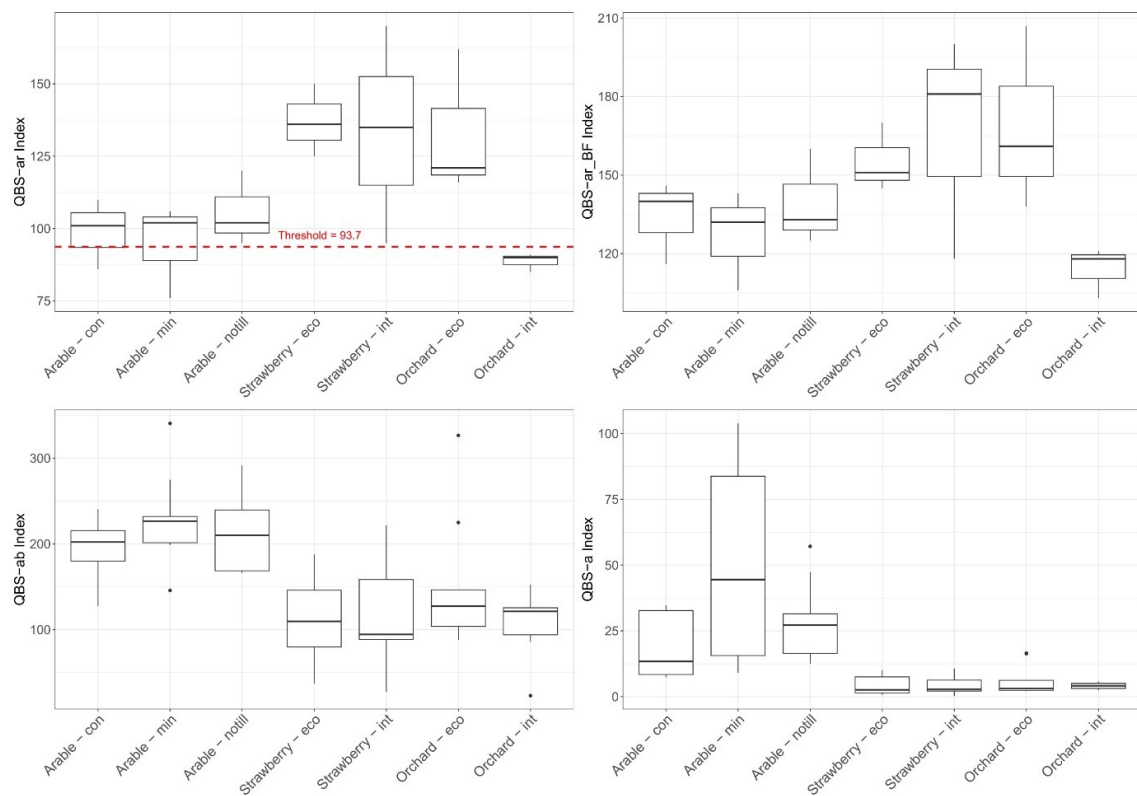 QBS-ar Index
150
125
100
75
Threshold = 93.7
Arable - con
Arable - min
Arable - notill
Strawberry - eco
Strawberry - int
Orchard - eco
Orchard - int
QBS-ar_BF Index
210
180
150
120
Arable - con
Arable - min
Arable - notill
Strawberry - eco
Strawberry - int
Orchard - eco
Orchard - int
QBS-ab Index
300
200
100
Arable - con
Arable - min
Arable - notill
Strawberry - eco
Strawberry - int
Orchard - eco
Orchard - int
QBS-a Index
100
75
50
25
0
Arable - con
Arable - min
Arable - notill
Strawberry - eco
Strawberry - int
Orchard - eco
Orchard - int